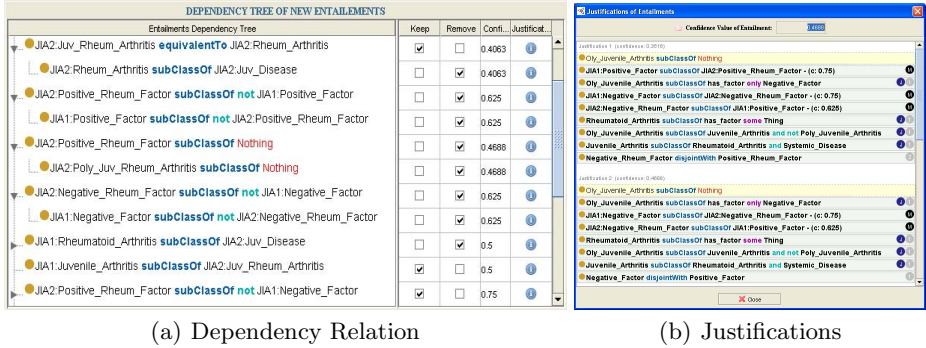 DEPENDENCY TREE OF NEW ENTAILEMENTS
Entailments Dependency Tree Keep Remove Confi... Justificat...
JIA2:Juv_Rheum_Arthritis equivalentTo JIA2:Rheum_Arthritis 0.4063
JIA2:Rheum_Arthritis subClassOf JIA2:Juv_Disease 0.4063
JIA2:Positive_Rheum_Factor subClassOf not JIA1:Positive_Factor 0.625
JIA1:Positive_Factor subClassOf not JIA2:Positive_Rheum_Factor 0.625
JIA2:Positive_Rheum_Factor subClassOf Nothing 0.4688
JIA2:Poly_Juv_Rheum_Arthritis subClassOf Nothing 0.4688
JIA2:Negative_Rheum_Factor subClassOf not JIA1:Negative_Factor 0.625
JIA1:Negative_Factor subClassOf not JIA2:Negative_Rheum_Factor 0.625
JIA1:Rheumatoid_Arthritis subClassOf JIA2:Juv_Disease 0.5
JIA1:Juvenile_Arthritis subClassOf JIA2:Juv_Rheum_Arthritis 0.5
JIA2:Positive_Rheum_Factor subClassOf not JIA1:Negative_Factor 0.75
(a) Dependency Relation
Justifications of Entailments
Confidence Value of Entailment: 0.4688
Oly_Juvenile_Arthritis subClassOf Nothing
JIA1:Positive_Factor subClassOf JIA2:Positive_Rheum_Factor - (c: 0.75)
Oly_Juvenile_Arthritis subClassOf has_factor only Negative_Factor
JIA1:Negative_Factor subClassOf JIA2:Negative_Rheum_Factor - (c: 0.75)
JIA2:Negative_Rheum_Factor subClassOf JIA1:Positive_Factor - (c: 0.625)
Rheumatoid_Arthritis subClassOf has_factor some Thing
Oly_Juvenile_Arthritis subClassOf Juvenile_Arthritis and not Poly_Juvenile_Arthritis
Juvenile_Arthritis subClassOf Rheumatoid_Arthritis and Systemic_Disease
Negative_Rheum_Factor disjointWith Positive_Rheum_Factor
Justification 2 (confidence: 0.4688)
Oly_Juvenile_Arthritis subClassOf Nothing
Oly_Juvenile_Arthritis subClassOf has_factor only Negative_Factor
JIA1:Negative_Factor subClassOf JIA2:Negative_Rheum_Factor - (c: 0.75)
JIA2:Negative_Rheum_Factor subClassOf JIA1:Positive_Factor - (c: 0.625)
Rheumatoid_Arthritis subClassOf has_factor some Thing
Oly_Juvenile_Arthritis subClassOf Juvenile_Arthritis and not Poly_Juvenile_Arthritis
Juvenile_Arthritis subClassOf Rheumatoid_Arthritis and Systemic_Disease
Negative_Factor disjointWith Positive_Factor
Close
(b) Justifications